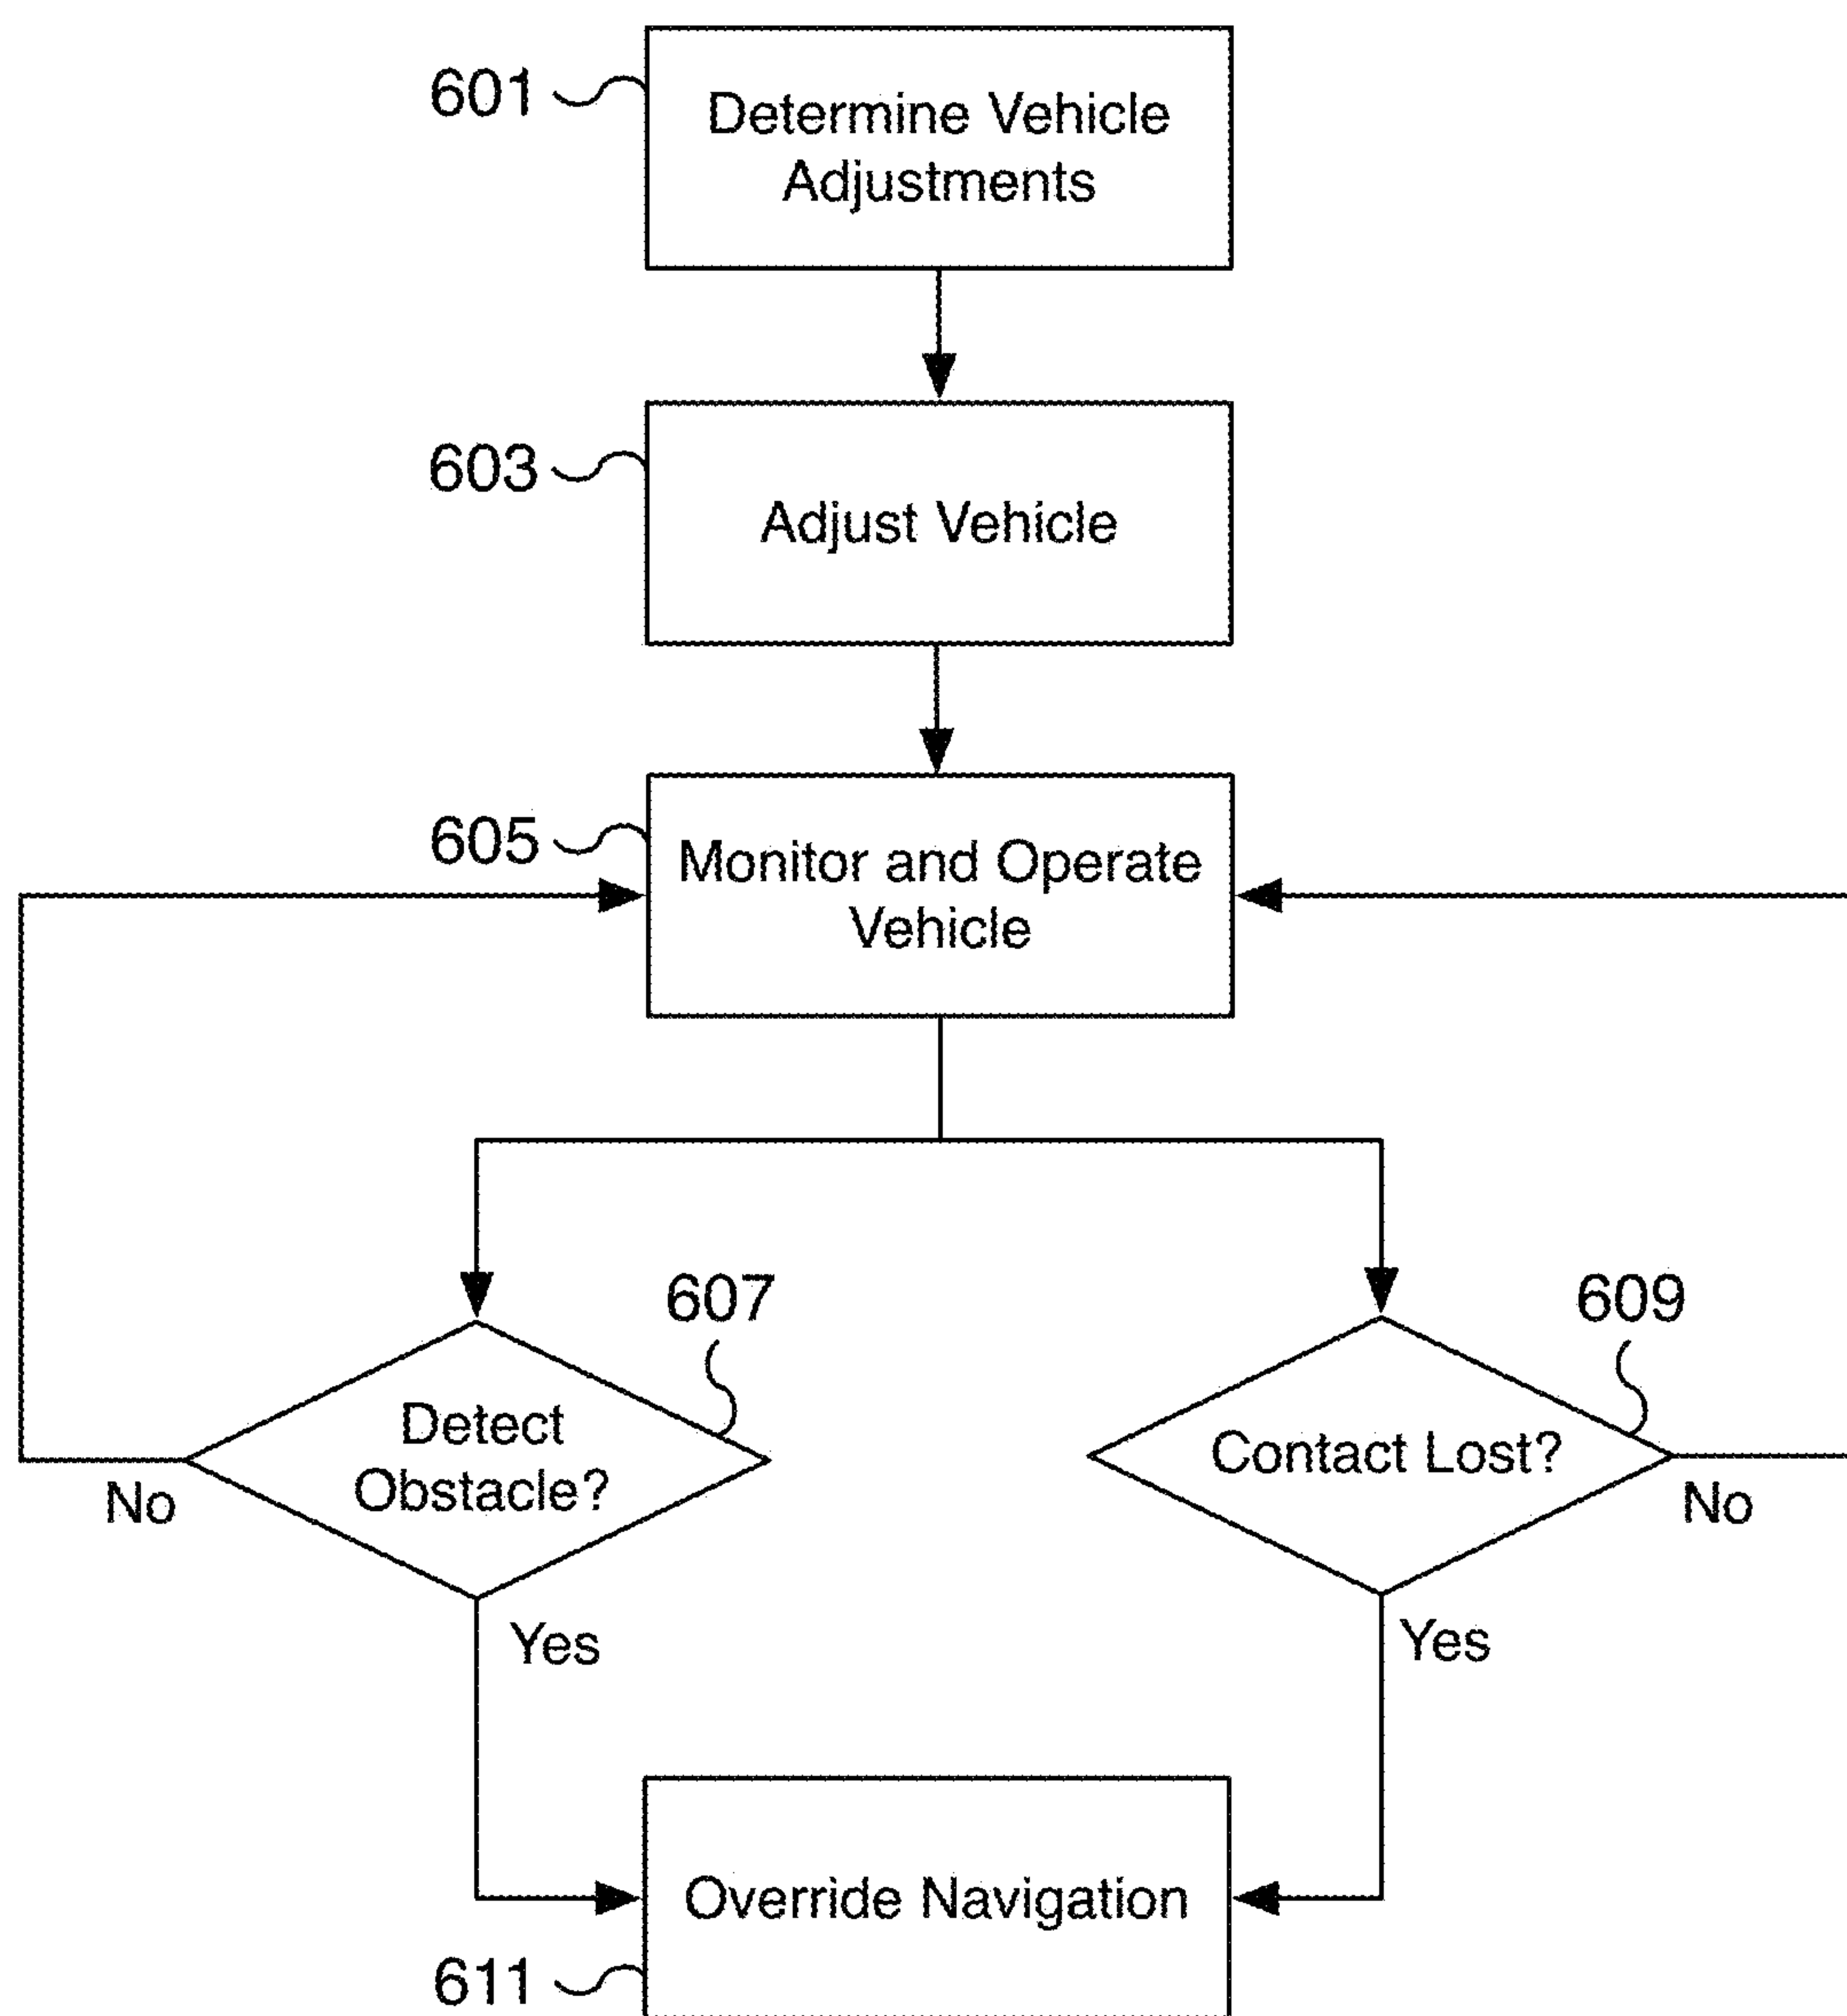 601
Determine Vehicle
Adjustments
603
Adjust Vehicle
605
Monitor and Operate
Vehicle
607
609
Detect
Obstacle?
Contact Lost?
No
No
Yes
Yes
Override Navigation
611